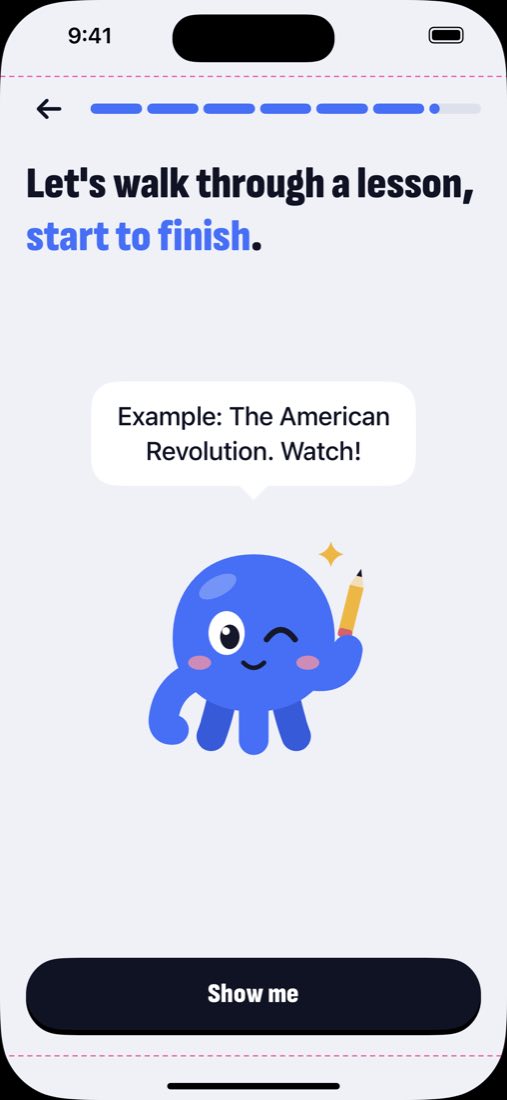 9:41
Let's walk through a lesson,
start to finish.
Example: The American
Revolution. Watch!
Show me